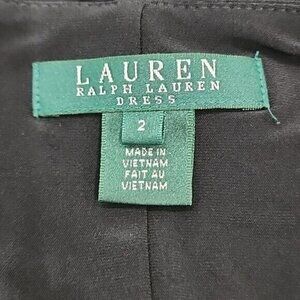 LAUREN
RALPH LAUREN
DRESS
2
MADE IN
VIETNAM
FAIT AU
VIETNAM